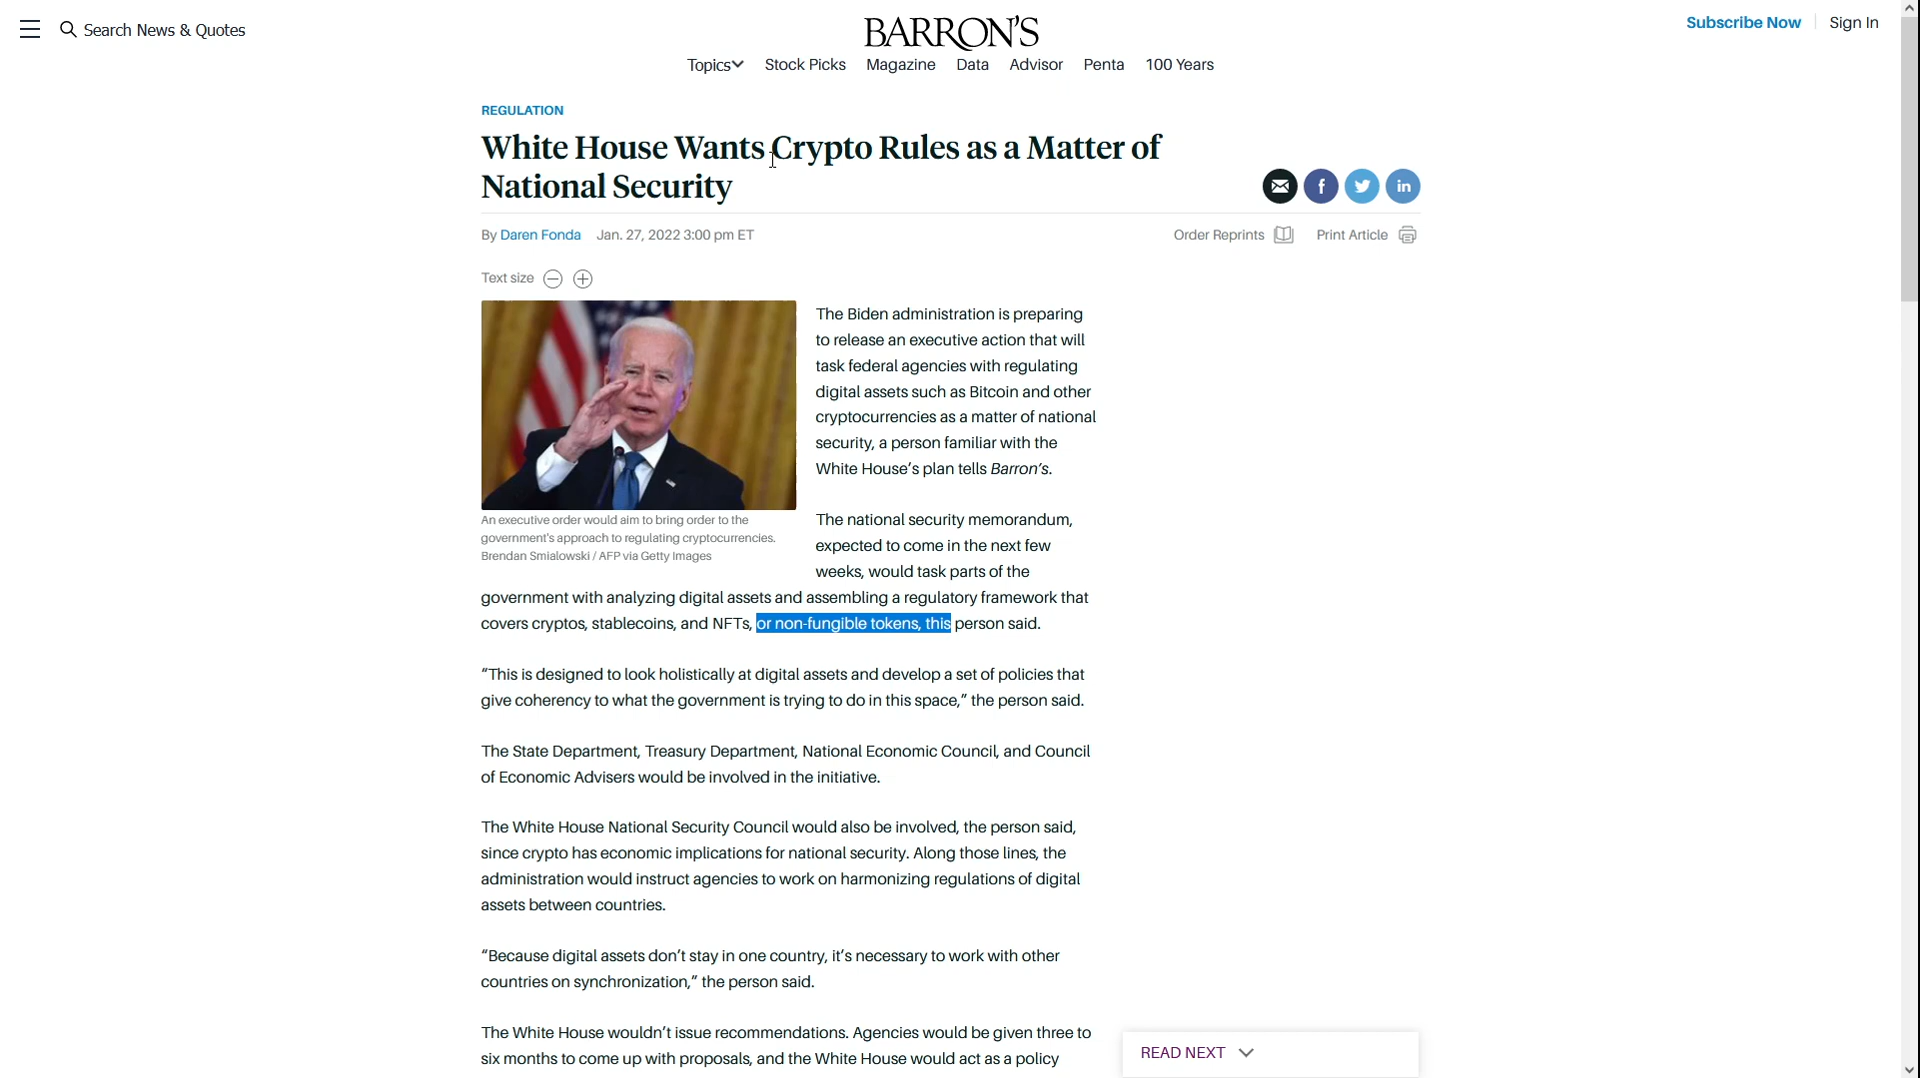 Search News & Quotes
BARRON'S
Subscribe Now
Sign In
Topics
Stock Picks
Magazine
Data
Advisor
Penta
100 Years
REGULATION
White House Wants Crypto Rules as a Matter of
National Security
f
in
By Daren Fonda Jan. 27, 2022 3:00 pm ET
Order Reprints
Print Article
Text size
The Biden administration is preparing
to release an executive action that will
task federal agencies with regulating
digital assets such as Bitcoin and other
cryptocurrencies as a matter of national
security, a person familiar with the
White House’s plan tells Barron’s.
An executive order would aim to bring order to the
government's approach to regulating cryptocurrencies.
Brendan Smialowski / AFP via Getty Images
The national security memorandum,
expected to come in the next few
weeks, would task parts of the
government with analyzing digital assets and assembling a regulatory framework that
covers cryptos, stablecoins, and NFTs, or non-fungible tokens, this person said.
“This is designed to look holistically at digital assets and develop a set of policies that
give coherency to what the government is trying to do in this space,” the person said.
The State Department, Treasury Department, National Economic Council, and Council
of Economic Advisers would be involved in the initiative.
The White House National Security Council would also be involved, the person said,
since crypto has economic implications for national security. Along those lines, the
administration would instruct agencies to work on harmonizing regulations of digital
assets between countries.
“Because digital assets don’t stay in one country, it’s necessary to work with other
countries on synchronization,” the person said.
The White House wouldn’t issue recommendations. Agencies would be given three to
six months to come up with proposals, and the White House would act as a policy
READ NEXT